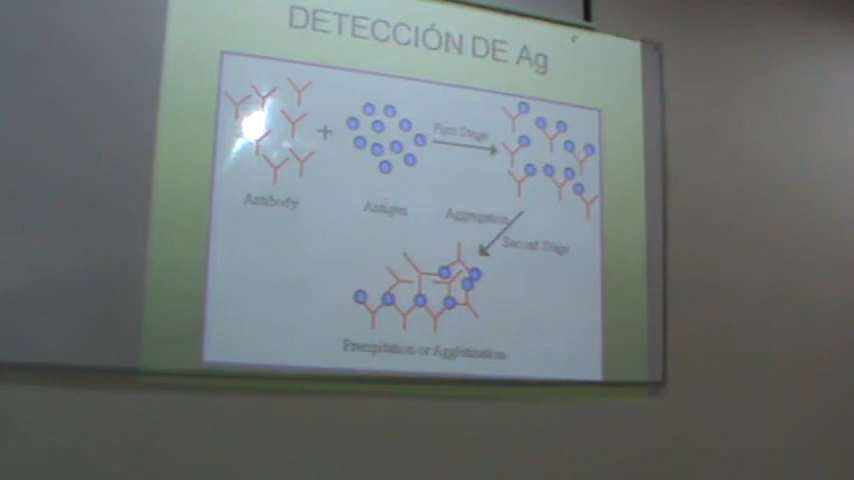 DETECCIÓN DE Ag
+
First Stage
Antibody
Antigen
Aggregation
Second Stage
Precipitation or Agglutination